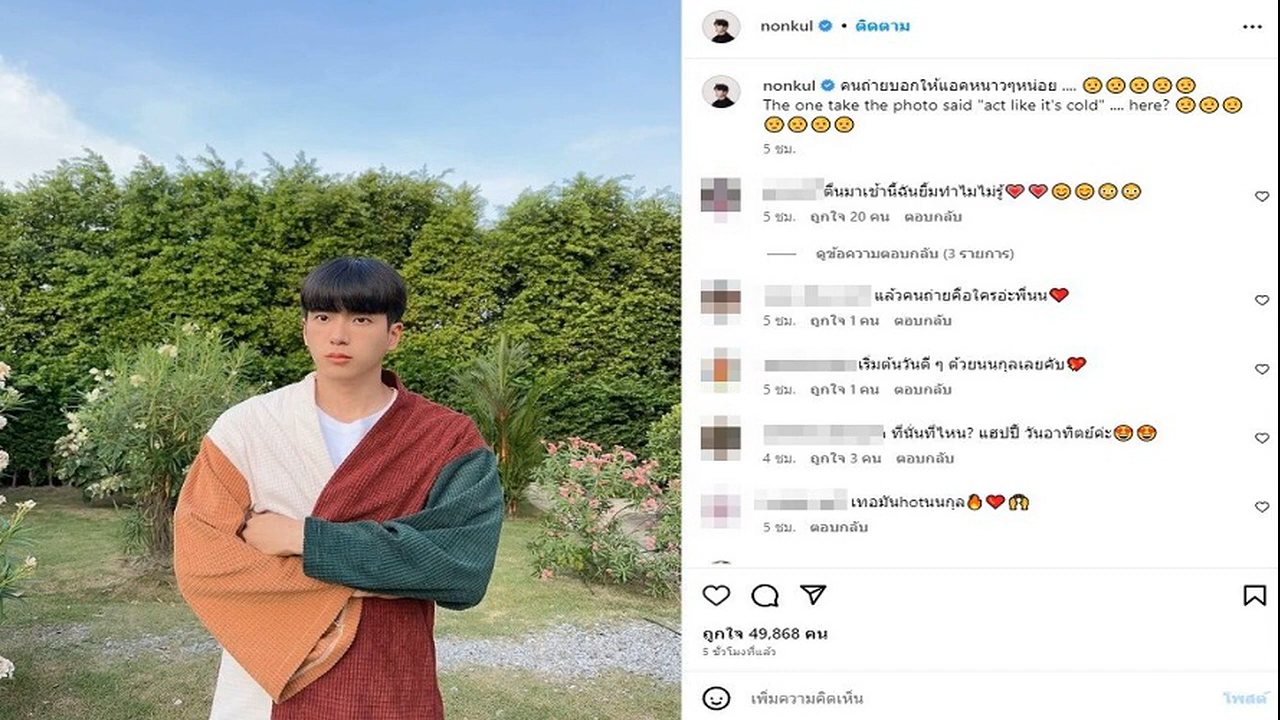 nonkul • ติดตาม
nonkul คนถ่ายบอกให้แอคหนาวๆหน่อย ....
The one take the photo said "act like it's cold" .... here?
5 ชม.
ตื่นมาเช้านี้ฉันยิ้มทำไมไม่รู้
5 ชม. ถูกใจ 20 คน ตอบกลับ
ดูข้อความตอบกลับ (3 รายการ)
แล้วคนถ่ายคือใครอ่ะพี่นน
5 ชม. ถูกใจ 1 คน ตอบกลับ
เริ่มต้นวันดี ๆ ด้วยนนกุลเลยคับ
5 ชม. ถูกใจ 1 คน ตอบกลับ
ที่นั่นที่ไหน? แฮปปี้ วันอาทิตย์ค่ะ
4 ชม. ถูกใจ 3 คน ตอบกลับ
เทอมันhotนนกุล
5 ชม. ตอบกลับ
ถูกใจ 49,868 คน
5 ชั่วโมงที่แล้ว
เพิ่มความคิดเห็น
โพสต์